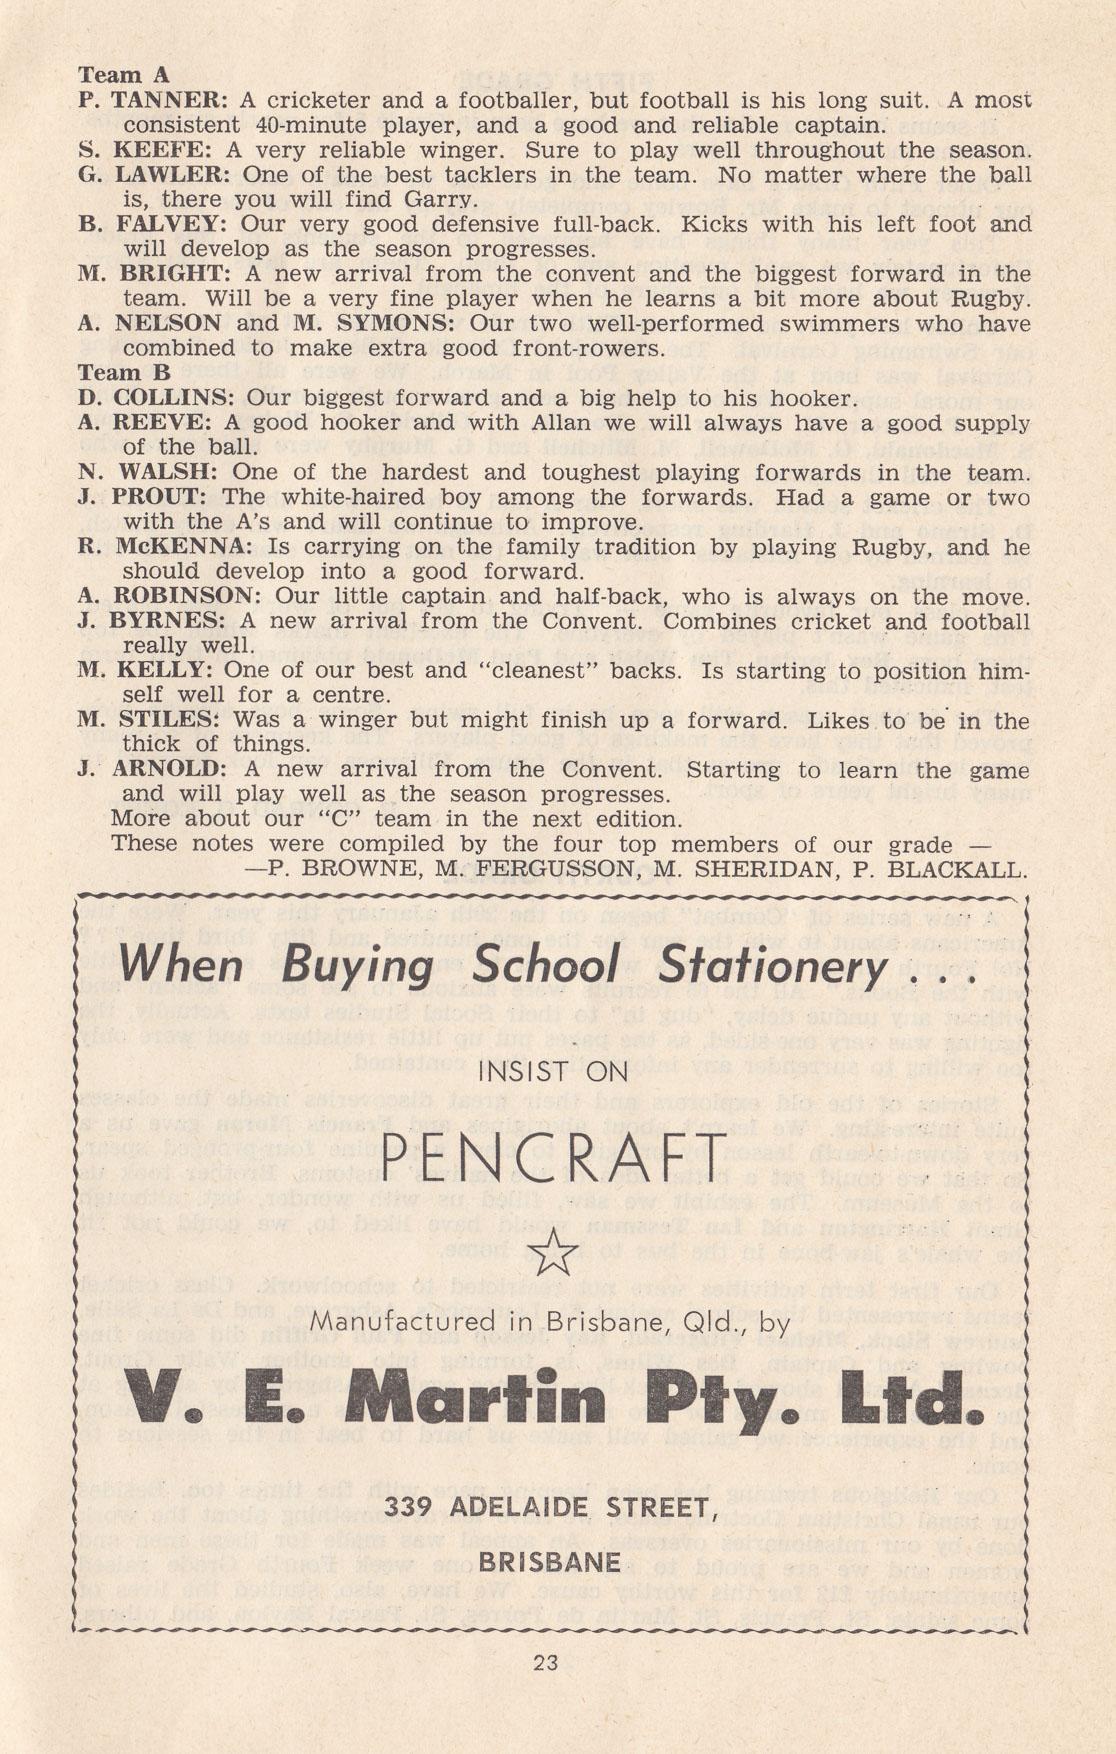 Team A
P. TANNER: A cricketer and a footballer, but football is his long suit. A most
consistent 40-minute player, and a good and reliable captain.
S. KEEFE: A very reliable winger. Sure to play well throughout the season.
G. LAWLER: One of the best tacklers in the team. No matter where the ball
is, there you will find Garry.
B. FALVEY: Our very good defensive full-back. Kicks with his left foot and
will develop as the season progresses.
M. BRIGHT: A new arrival from the convent and the biggest forward in the
team. Will be a very fine player when he learns a bit more about Rugby.
A. NELSON and M. SYMONS: Our two well-performed swimmers who have
combined to make extra good front-rowers.
Team B
D. COLLINS: Our biggest forward and a big help to his hooker.
A. REEVE: A good hooker and with Allan we will always have a good supply
of the ball.
N. WALSH: One of the hardest and toughest playing forwards in the team.
J. PROUT: The white-haired boy among the forwards. Had a game or two
with the A's and will continue to improve.
R. McKENNA: Is carrying on the family tradition by playing Rugby, and he
should develop into a good forward.
A. ROBINSON: Our little captain and half-back, who is always on the move.
J. BYRNES: A new arrival from the Convent. Combines cricket and football
really well.
M. KELLY: One of our best and "cleanest" backs. Is starting to position him-
self well for a centre.
M. STILES: Was a winger but might finish up a forward. Likes to be in the
thick of things.
J. ARNOLD: A new arrival from the Convent. Starting to learn the game
and will play well as the season progresses.
More about our "C" team in the next edition.
These notes were compiled by the four top members of our grade —
—P. BROWNE, M. FERGUSSON, M. SHERIDAN, P. BLACKALL.
When Buying School Stationery . . .
INSIST ON
PENCRAFT
Manufactured in Brisbane, Qld., by
V. E. Martin Pty. Ltd.
339 ADELAIDE STREET,
BRISBANE
23